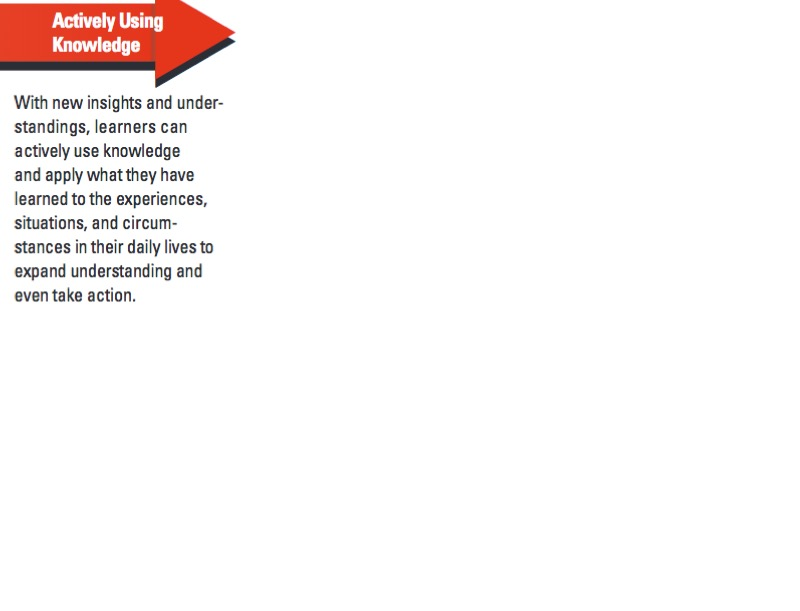 Actively Using
Knowledge
With new insights and under-
standings, learners can
actively use knowledge
and apply what they have
learned to the experiences,
situations, and circum-
stances in their daily lives to
expand understanding and
even take action.